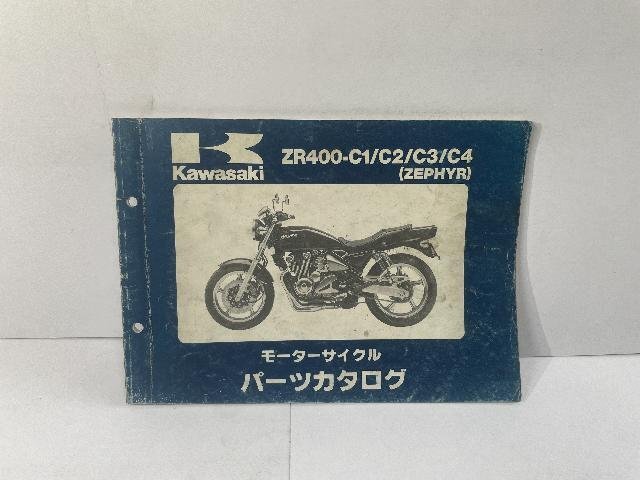 Kawasaki
ZR400-C1/C2/C3/C4
(ZEPHYR)
モーターサイクル
パーツカタログ